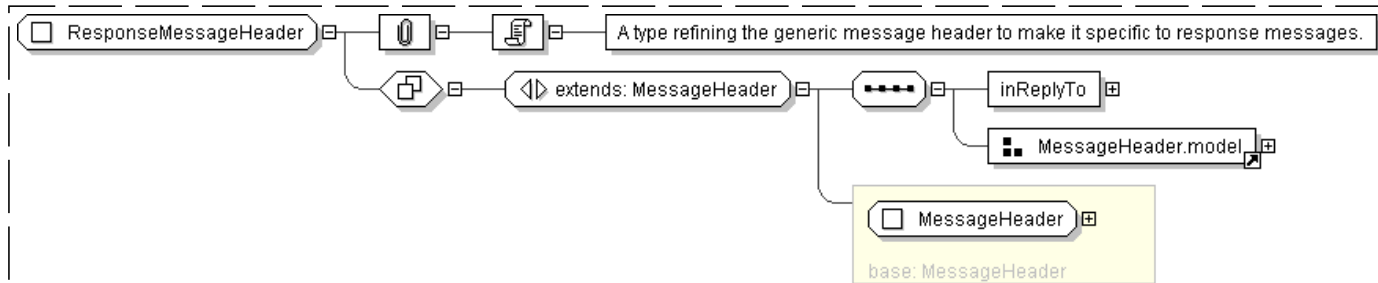 ResponseMessageHeader
A type refining the generic message header to make it specific to response messages.
extends: MessageHeader
inReplyTo
MessageHeader.model
MessageHeader
base: MessageHeader